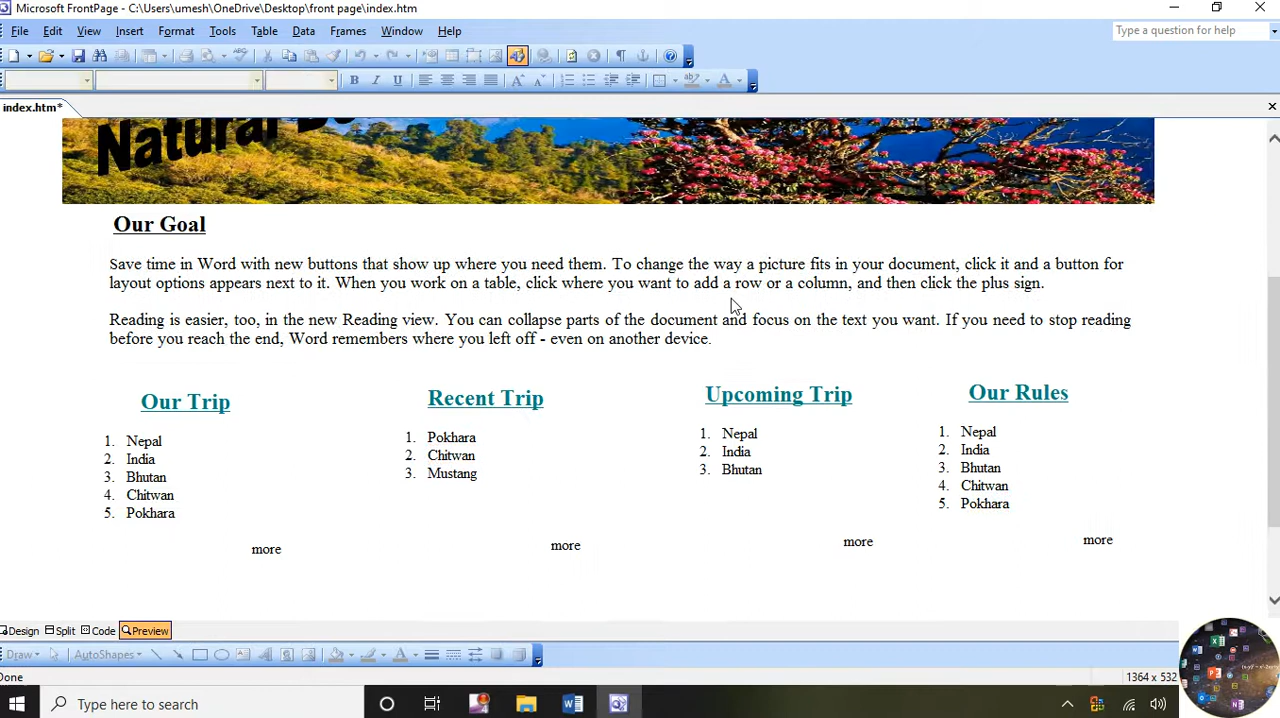 Microsoft FrontPage - C:\Users\umesh\OneDrive\Desktop\front page\index.htm
File Edit View Insert Format Tools Table Data Frames Window Help
Type a question for help
index.htm*
Natural
Our Goal
Save time in Word with new buttons that show up where you need them. To change the way a picture fits in your document, click it and a button for
layout options appears next to it. When you work on a table, click where you want to add a row or a column, and then click the plus sign.
Reading is easier, too, in the new Reading view. You can collapse parts of the document and focus on the text you want. If you need to stop reading
before you reach the end, Word remembers where you left off - even on another device.
Our Trip
1. Nepal
2. India
3. Bhutan
4. Chitwan
5. Pokhara
more
Recent Trip
1. Pokhara
2. Chitwan
3. Mustang
more
Upcoming Trip
1. Nepal
2. India
3. Bhutan
more
Our Rules
1. Nepal
2. India
3. Bhutan
4. Chitwan
5. Pokhara
more
Design Split Code Preview
Draw AutoShapes
Done
1364 x 532
Type here to search